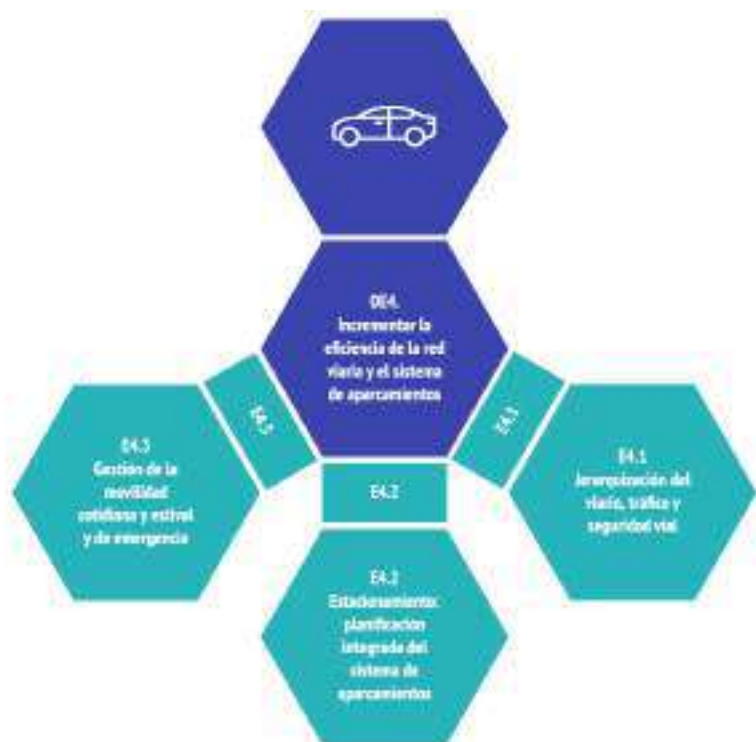 OE4.
Incrementar la
eficiencia de la red
viaria y el sistema
de aparcamientos
E4.3
E4.1
E4.2
E4.3
Gestión de la
movilidad
cotidiana y estival
y de emergencia
E4.1
Jerarquización del
viario, tráfico y
seguridad vial
E4.2
Estacionamiento:
planificación
integrada del
sistema de
aparcamientos